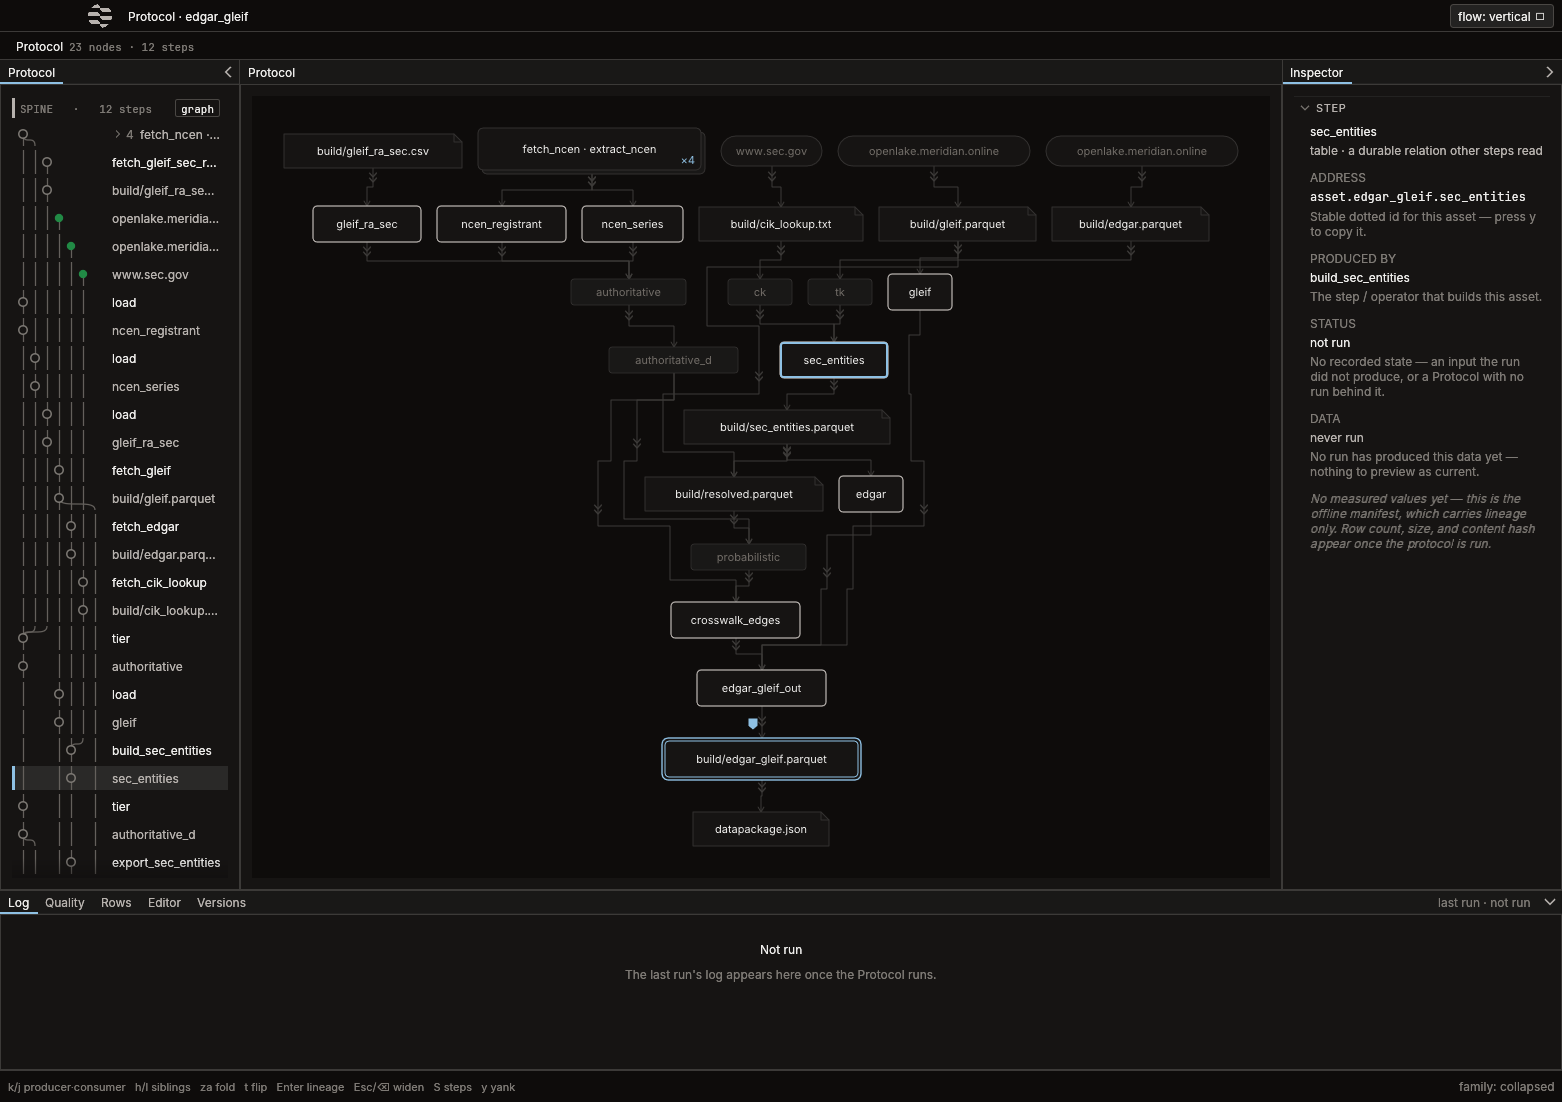 Protocol · edgar_gleif
flow: vertical
Protocol 23 nodes · 12 steps
Protocol
SPINE · 12 steps graph
4 fetch_ncen ·...
fetch_gleif_sec_r...
build/gleif_ra_se...
openlake.meridia...
openlake.meridia...
www.sec.gov
load
ncen_registrant
load
ncen_series
load
gleif_ra_sec
fetch_gleif
build/gleif.parquet
fetch_edgar
build/edgar.parq...
fetch_cik_lookup
build/cik_lookup....
tier
authoritative
load
gleif
build_sec_entities
sec_entities
tier
authoritative_d
export_sec_entities
Protocol
build/gleif_ra_sec.csv
fetch_ncen · extract_ncen
×4
www.sec.gov
openlake.meridian.online
openlake.meridian.online
gleif_ra_sec
ncen_registrant
ncen_series
build/cik_lookup.txt
build/gleif.parquet
build/edgar.parquet
authoritative
ck
tk
gleif
authoritative_d
sec_entities
build/sec_entities.parquet
build/resolved.parquet
edgar
probabilistic
crosswalk_edges
edgar_gleif_out
build/edgar_gleif.parquet
datapackage.json
Inspector
STEP
sec_entities
table · a durable relation other steps read
ADDRESS
asset.edgar_gleif.sec_entities
Stable dotted id for this asset — press y
to copy it.
PRODUCED BY
build_sec_entities
The step / operator that builds this asset.
STATUS
not run
No recorded state — an input the run
did not produce, or a Protocol with no
run behind it.
DATA
never run
No run has produced this data yet —
nothing to preview as current.
No measured values yet — this is the
offline manifest, which carries lineage
only. Row count, size, and content hash
appear once the protocol is run.
Log Quality Rows Editor Versions
last run · not run
Not run
The last run's log appears here once the Protocol runs.
k/j producer·consumer h/l siblings za fold t flip Enter lineage Esc/⌫ widen S steps y yank
family: collapsed